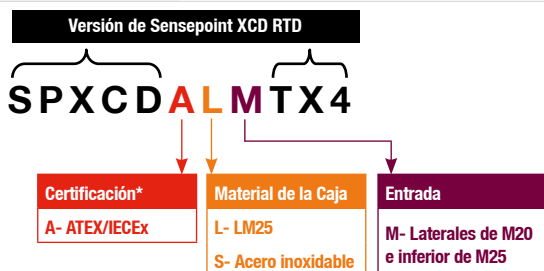 Versión de Sensepoint XCD RTD
SPXCDALMTX4
Certificación*
A- ATEX/IECEx
Material de la Caja
L- LM25
S- Acero inoxidable
Entrada
M- Laterales de M20
e inferior de M25